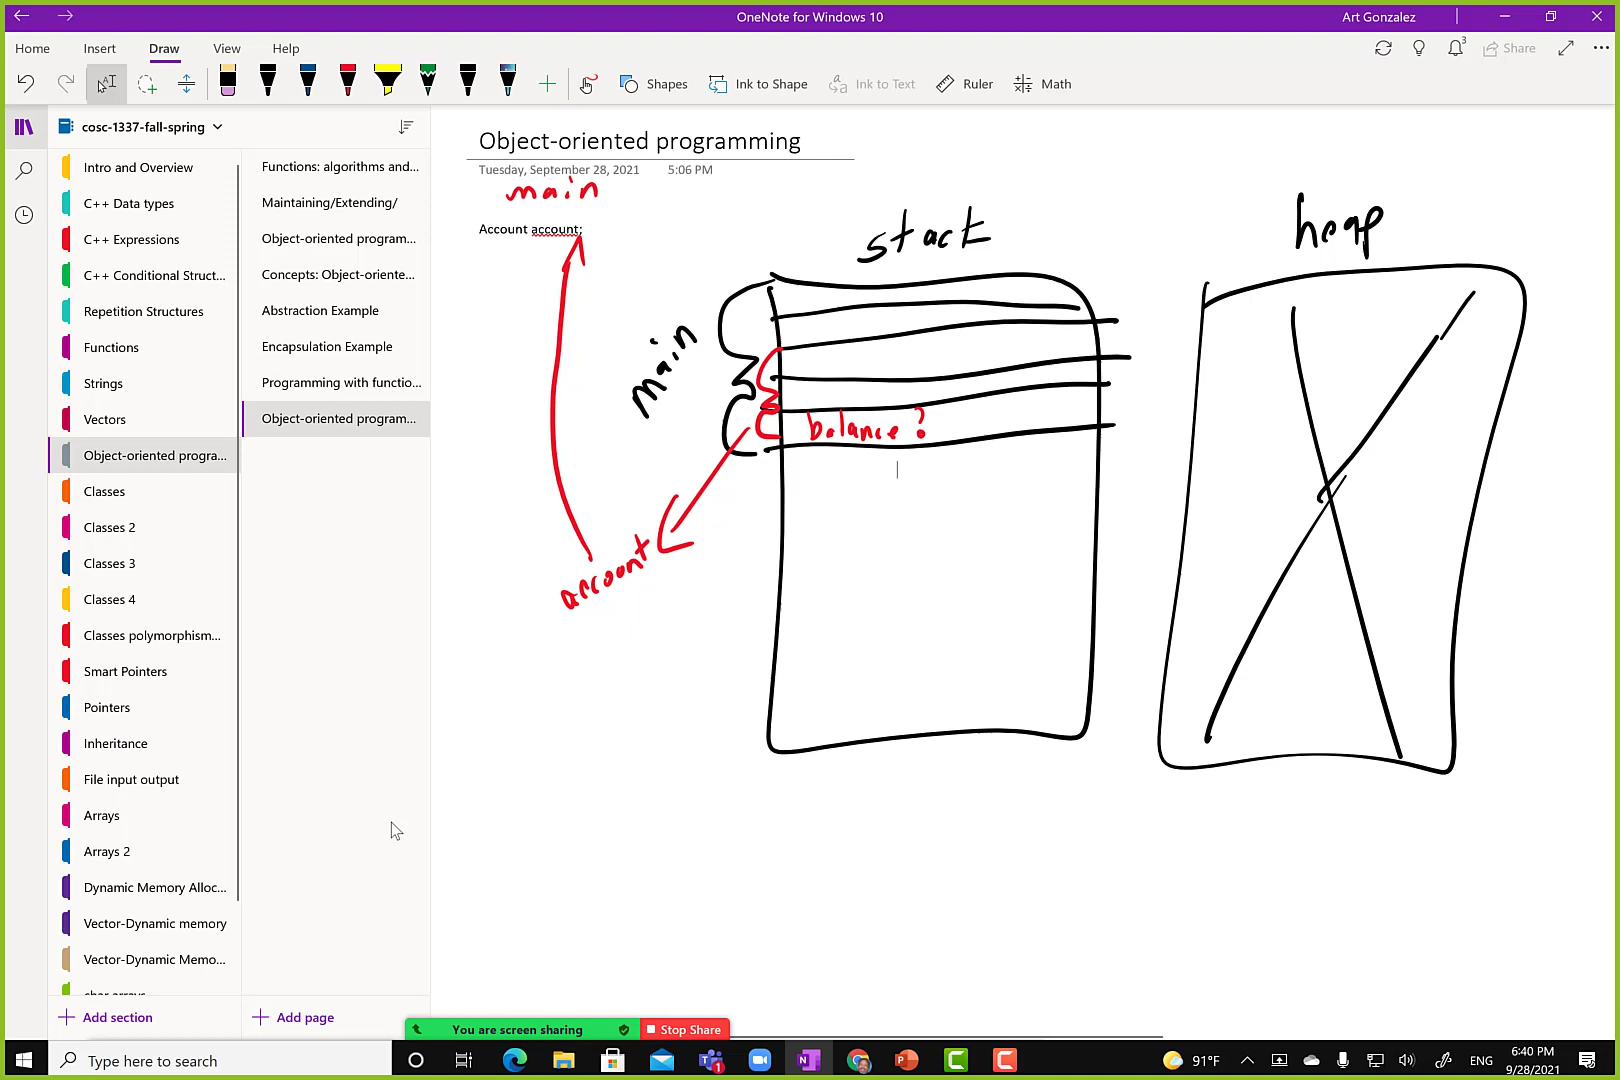 OneNote for Windows 10
Art Gonzalez
Home Insert Draw View Help
3
Share
Shapes
Ink to Shape
Ink to Text
Ruler
Math
cosc-1337-fall-spring
Intro and Overview
C++ Data types
C++ Expressions
C++ Conditional Struct...
Repetition Structures
Functions
Strings
Vectors
Object-oriented progra...
Classes
Classes 2
Classes 3
Classes 4
Classes polymorphism...
Smart Pointers
Pointers
Inheritance
File input output
Arrays
Arrays 2
Dynamic Memory Alloc...
Vector-Dynamic memory
Vector-Dynamic Memo...
Add section
Functions: algorithms and...
Maintaining/Extending/
Object-oriented program...
Concepts: Object-oriente...
Abstraction Example
Encapsulation Example
Programming with functio...
Object-oriented program...
Add page
Object-oriented programming
Tuesday, September 28, 2021 5:06 PM
main
Account account;
stack
heap
main
balance ?
account
You are screen sharing
Stop Share
Type here to search
1
91°F
ENG
6:40 PM
9/28/2021